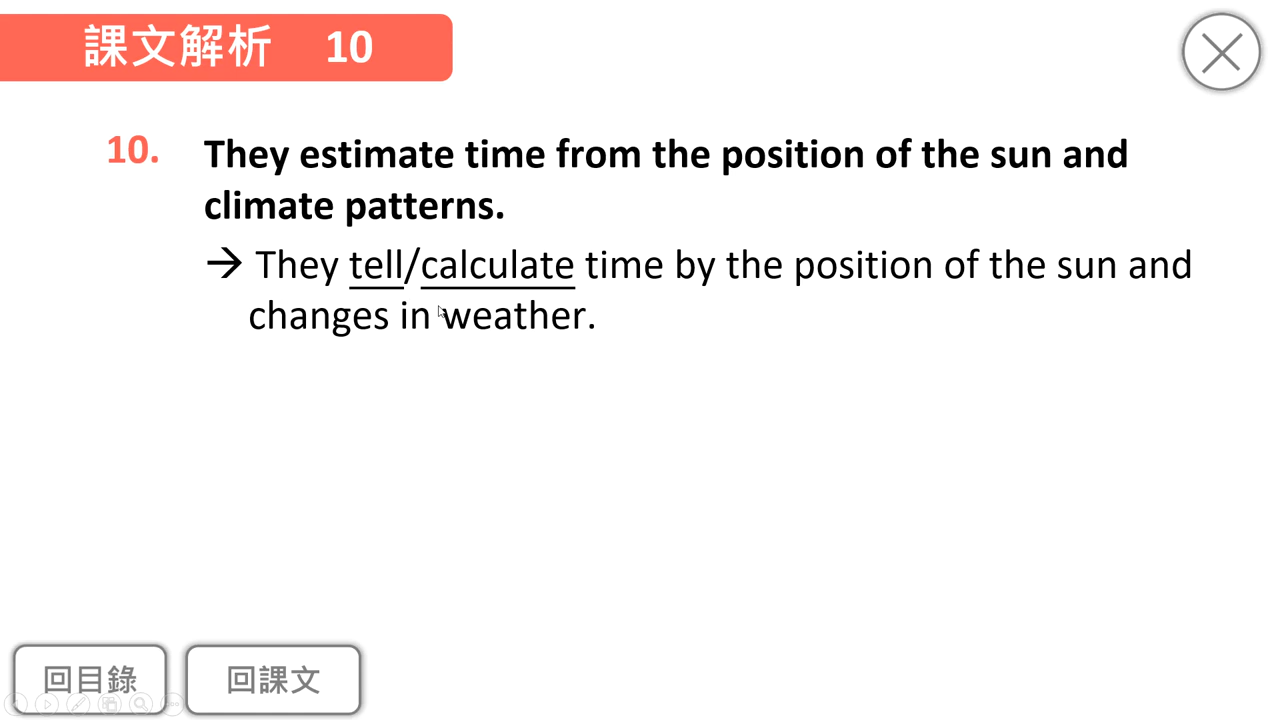 課文解析 10
10. They estimate time from the position of the sun and
climate patterns.
→ They tell/calculate time by the position of the sun and
changes in weather.
回目錄 回課文